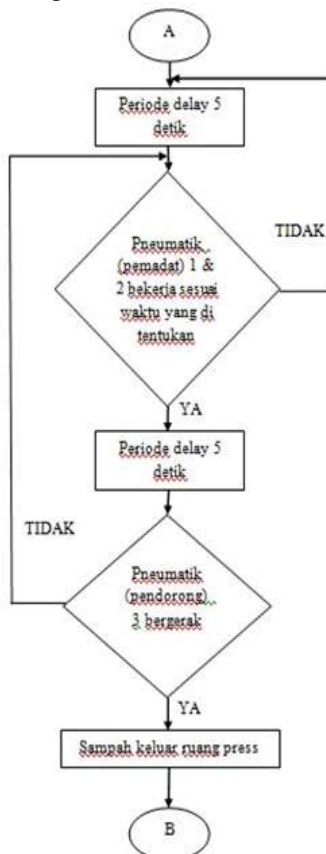 A
Periode delay 5
detik
Pneumatik
(pemadat) 1 &
2 bekerja sesuai
waktu yang di
tentukan
TIDAK
YA
Periode delay 5
detik
TIDAK
Pneumatik
(pendorong)
3 bergerak
YA
Sampah keluar ruang press
B